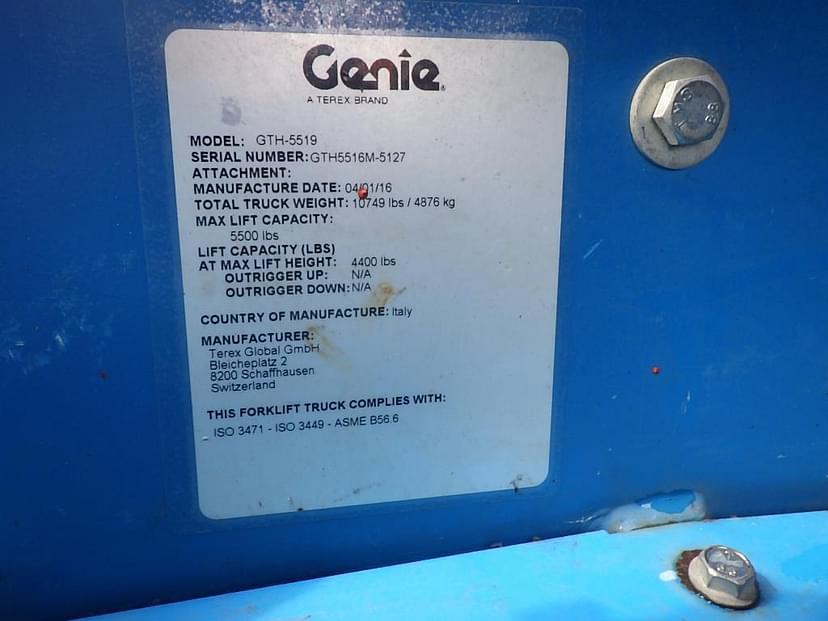 Genie
A TEREX BRAND
MODEL: GTH-5519
SERIAL NUMBER: GTH5516M-5127
ATTACHMENT:
MANUFACTURE DATE: 04/01/16
TOTAL TRUCK WEIGHT: 10749 lbs / 4876 kg
MAX LIFT CAPACITY:
5500 lbs
LIFT CAPACITY (LBS)
AT MAX LIFT HEIGHT: 4400 lbs
OUTRIGGER UP: N/A
OUTRIGGER DOWN: N/A
COUNTRY OF MANUFACTURE: Italy
MANUFACTURER:
Terex Global GmbH
Bleicheplatz 2
8200 Schaffhausen
Switzerland
THIS FORKLIFT TRUCK COMPLIES WITH:
ISO 3471 - ISO 3449 - ASME B56.6
8.8